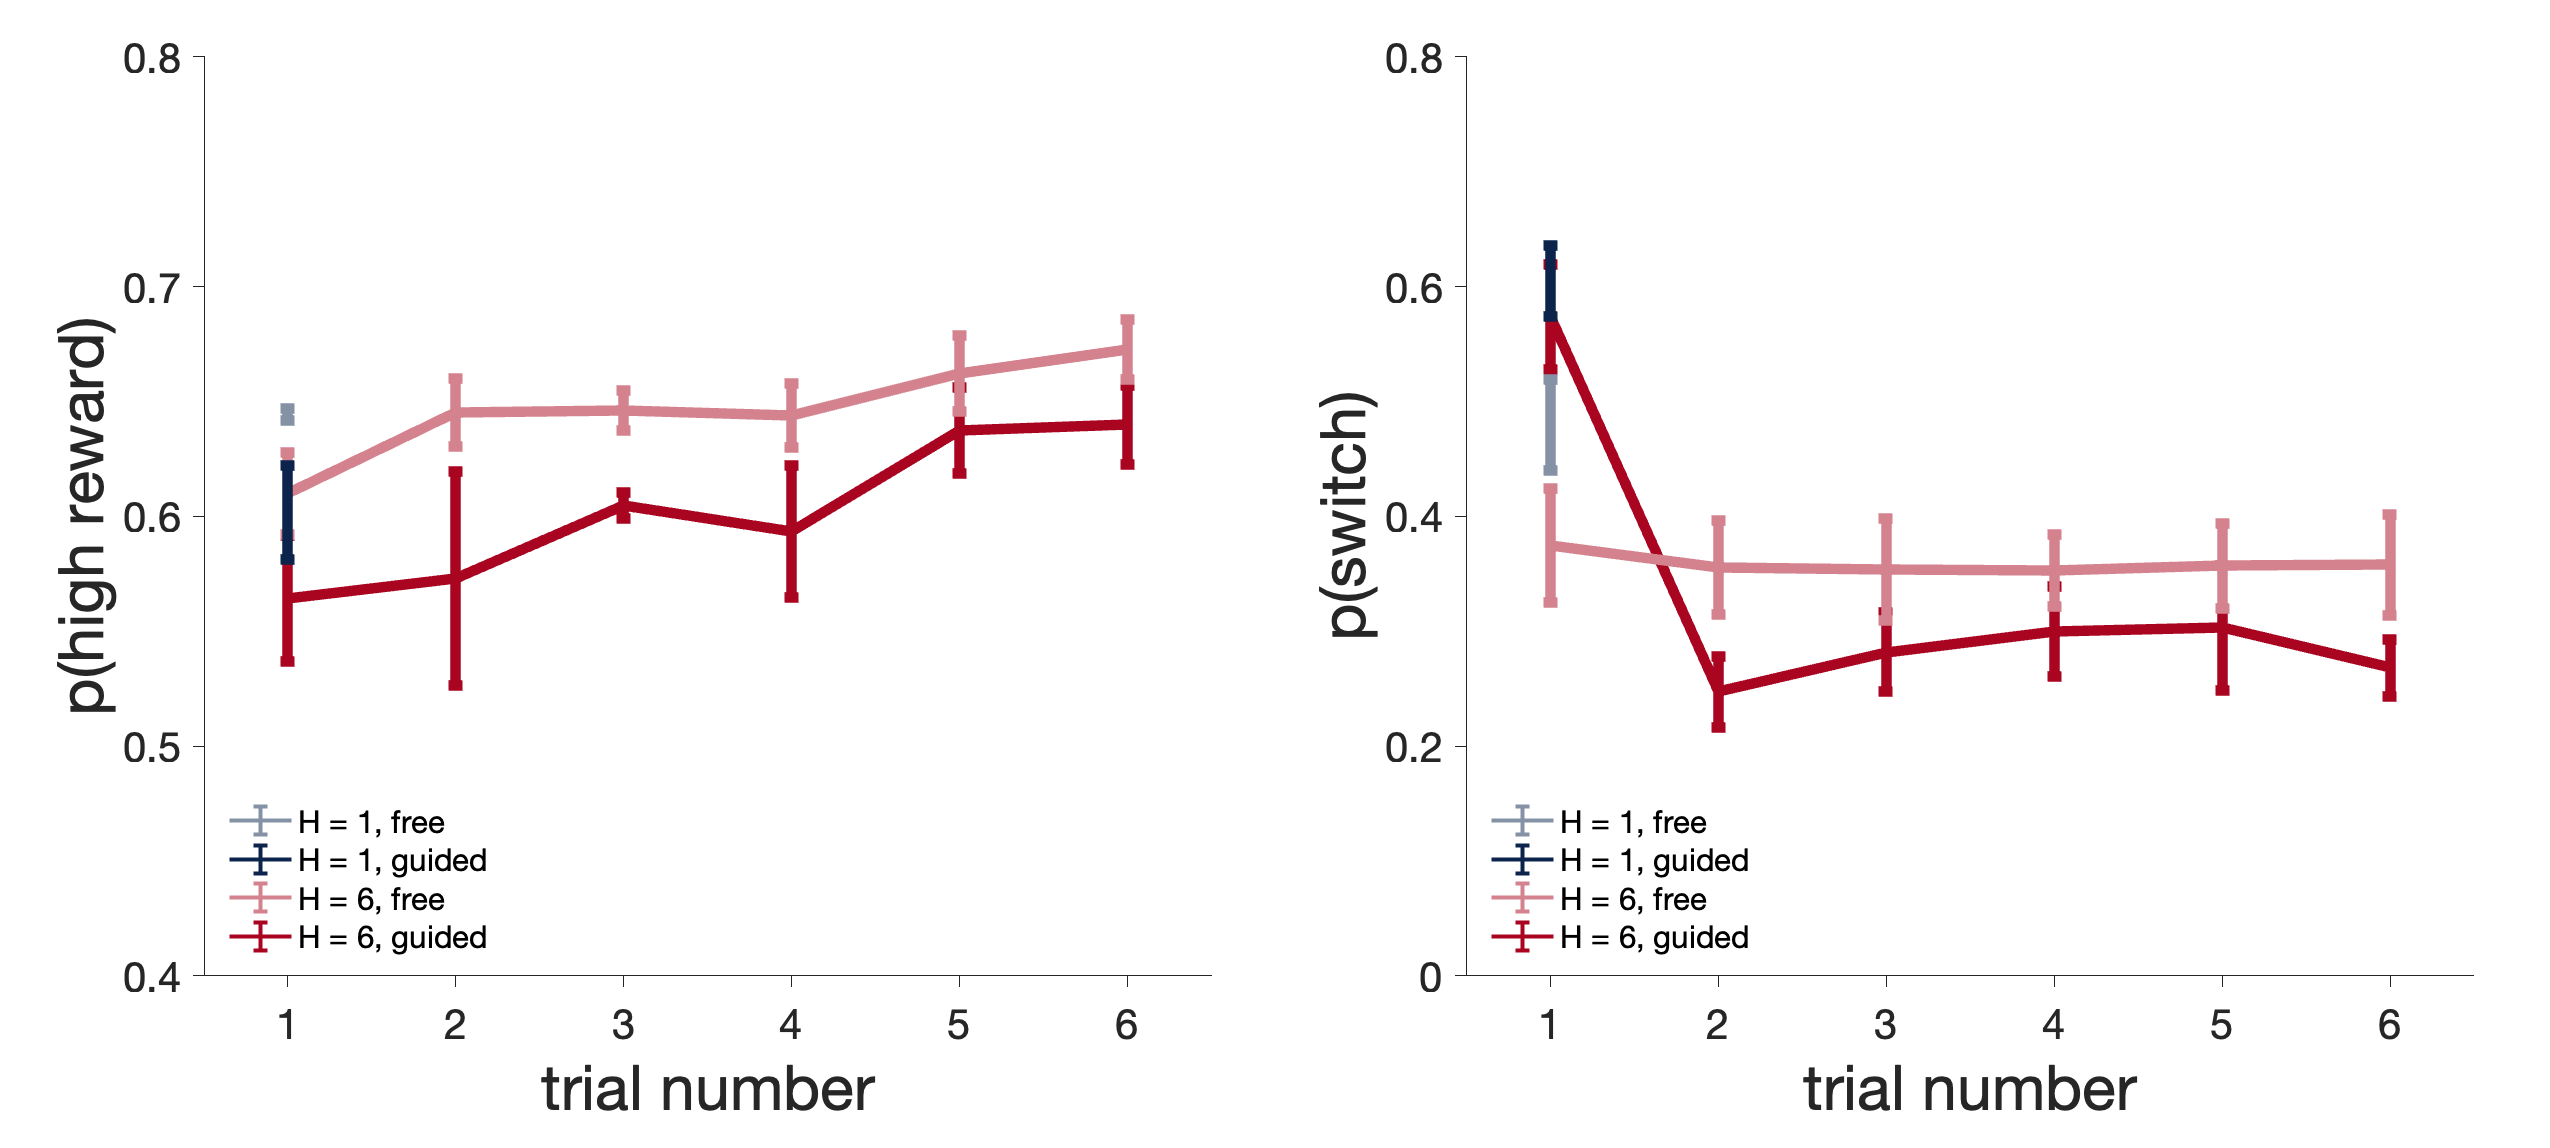 p(high reward)
0.8
0.7
0.6
0.5
0.4
H = 1, free
H = 1, guided
H = 6, free
H = 6, guided
1 2 3 4 5 6
trial number
p(switch)
0.8
0.6
0.4
0.2
0
H = 1, free
H = 1, guided
H = 6, free
H = 6, guided
1 2 3 4 5 6
trial number